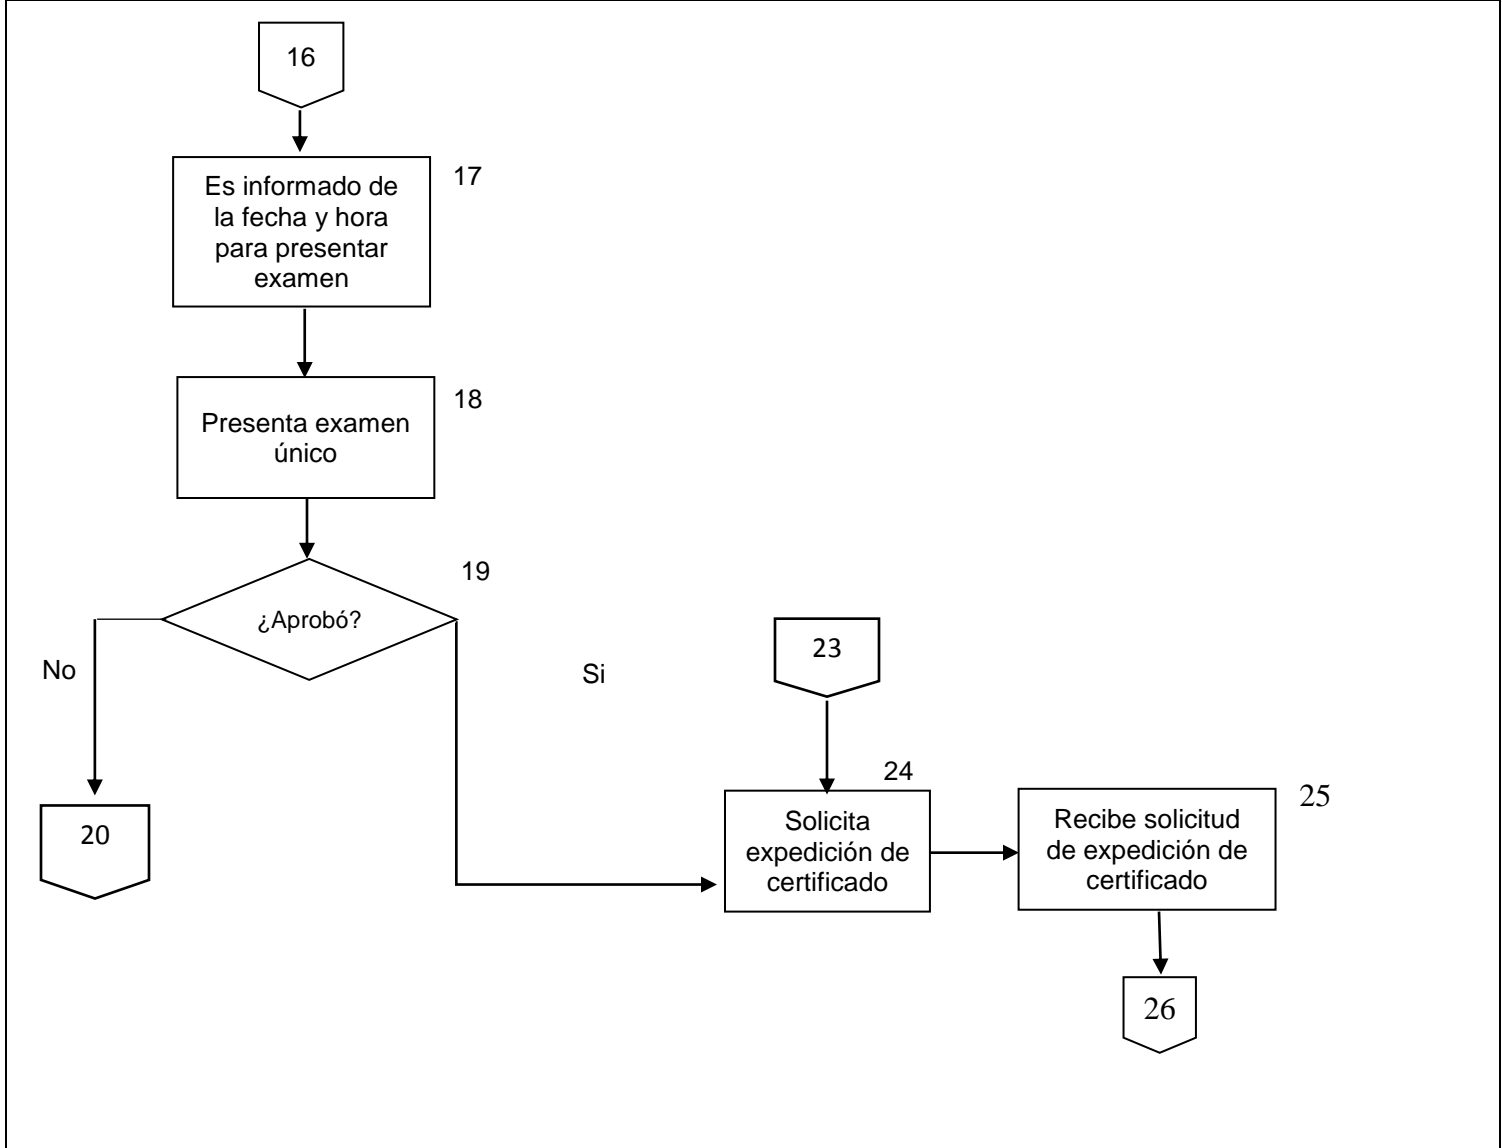 16
17
Es informado de
la fecha y hora
para presentar
examen
18
Presenta examen
único
19
¿Aprobó?
No
Si
20
23
24
Solicita
expedición de
certificado
25
Recibe solicitud
de expedición de
certificado
26